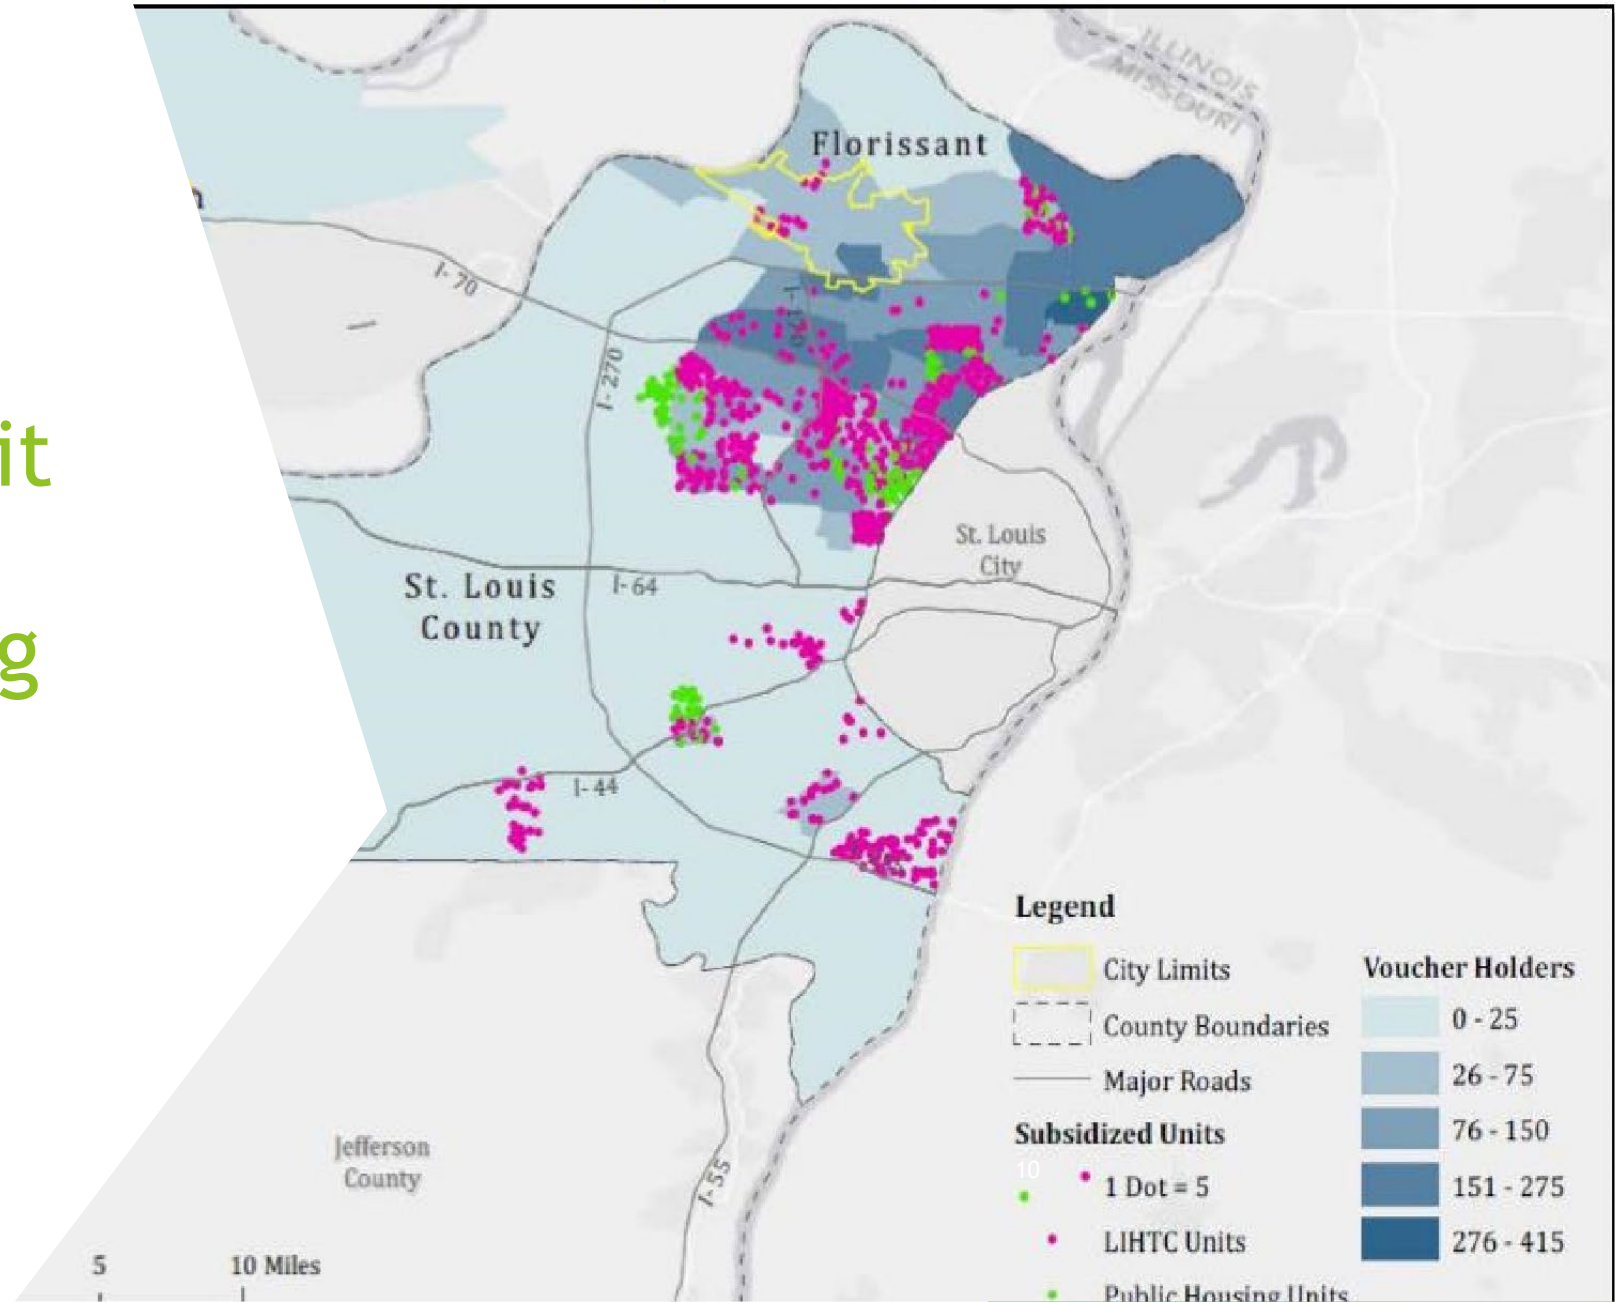 ILLINOIS
MISSOURI
Florissant
n
I-70
I-170
I-270
it
g
St. Louis
City
St. Louis
County
I-64
I-44
Legend
City Limits
County Boundaries
Major Roads
Subsidized Units
10
1 Dot = 5
LIHTC Units
Public Housing Units
Voucher Holders
0 - 25
26 - 75
76 - 150
151 - 275
276 - 415
Jefferson
County
I-55
5 10 Miles